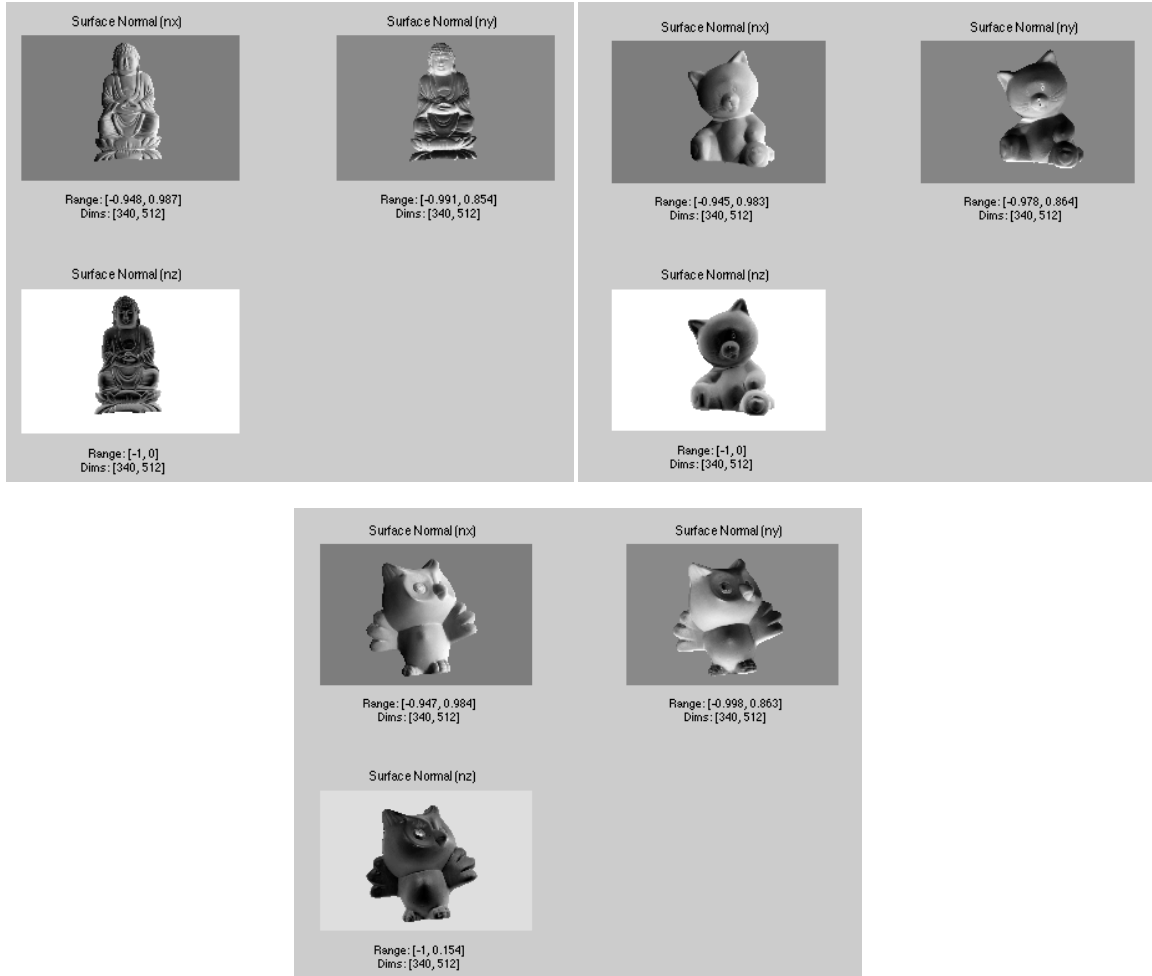 Surface Normal (nx)
Surface Normal (ny)
Range: [-0.948, 0.987]
Dims: [340, 512]
Range: [-0.991, 0.854]
Dims: [340, 512]
Surface Normal (nz)
Range: [-1, 0]
Dims: [340, 512]
Surface Normal (nx)
Surface Normal (ny)
Range: [-0.945, 0.983]
Dims: [340, 512]
Range: [-0.978, 0.864]
Dims: [340, 512]
Surface Normal (nz)
Range: [-1, 0]
Dims: [340, 512]
Surface Normal (nx)
Surface Normal (ny)
Range: [-0.947, 0.984]
Dims: [340, 512]
Range: [-0.998, 0.863]
Dims: [340, 512]
Surface Normal (nz)
Range: [-1, 0.154]
Dims: [340, 512]